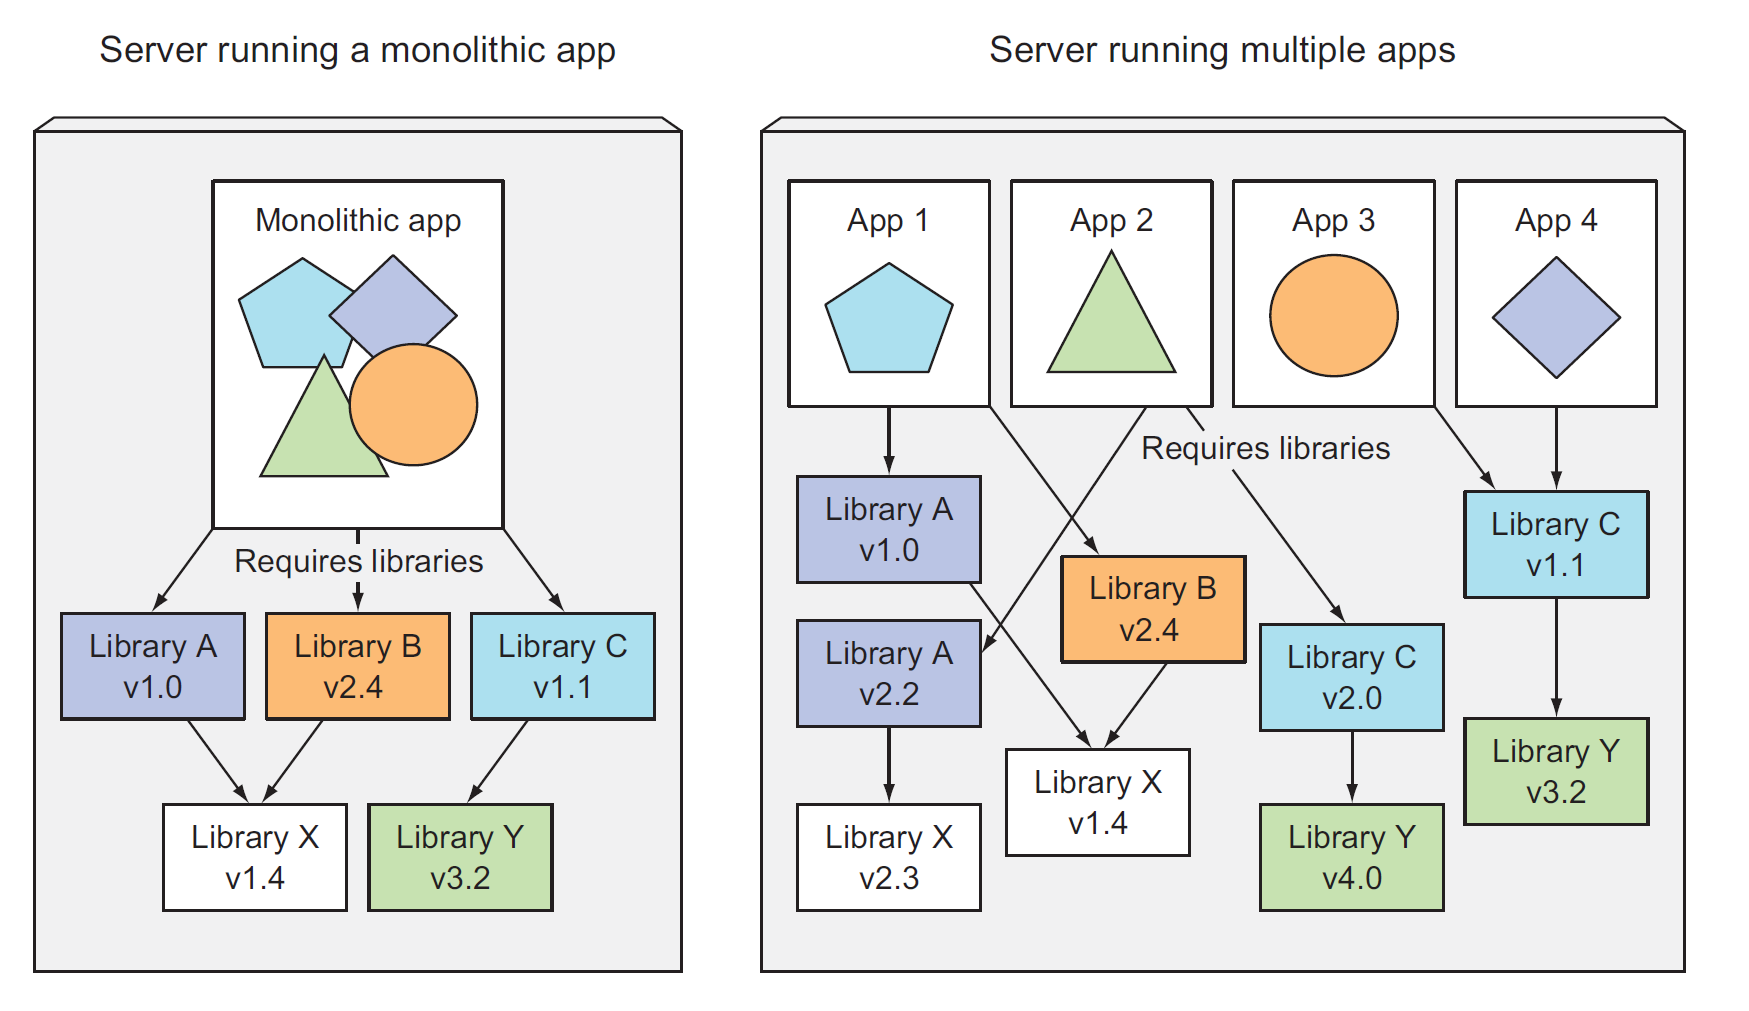 Server running a monolithic app
Monolithic app
Requires libraries
Library A
v1.0
Library B
v2.4
Library C
v1.1
Library X
v1.4
Library Y
v3.2
Server running multiple apps
App 1
App 2
App 3
App 4
Requires libraries
Library A
v1.0
Library C
v1.1
Library B
v2.4
Library A
v2.2
Library C
v2.0
Library Y
v3.2
Library X
v1.4
Library X
v2.3
Library Y
v4.0